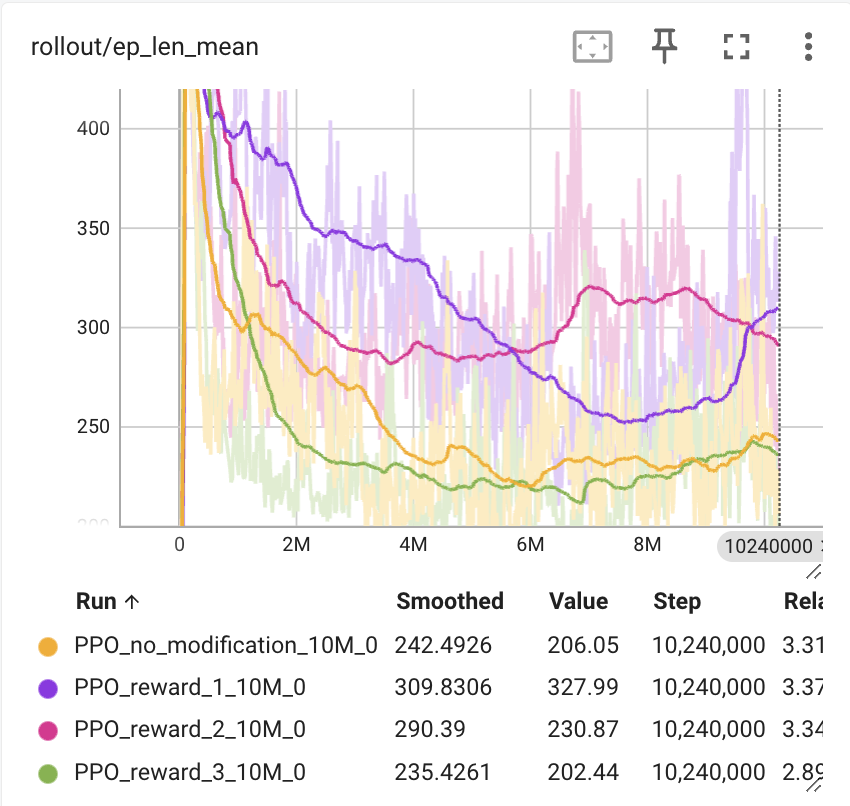 rollout/ep_len_mean
400
350
300
250
200
0 2M 4M 6M 8M 10240000
Run ↑ Smoothed Value Step Rela
PPO_no_modification_10M_0 242.4926 206.05 10,240,000 3.31
PPO_reward_1_10M_0 309.8306 327.99 10,240,000 3.37
PPO_reward_2_10M_0 290.39 230.87 10,240,000 3.34
PPO_reward_3_10M_0 235.4261 202.44 10,240,000 2.89